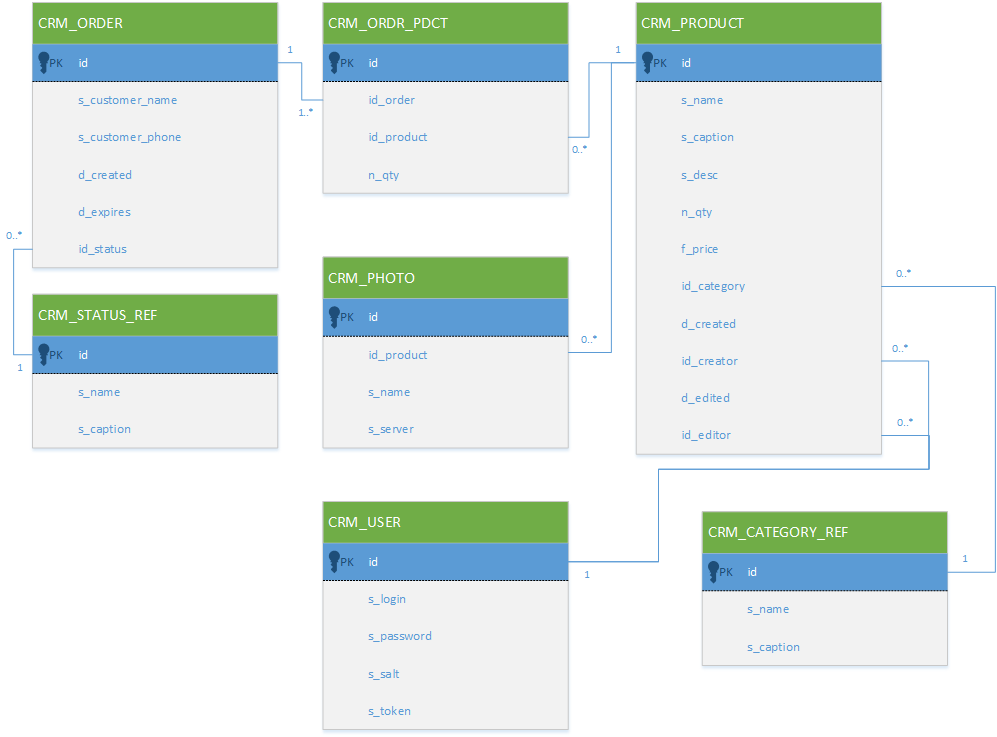 CRM_ORDER
PK id
s_customer_name
s_customer_phone
d_created
d_expires
id_status
1
1..*
0..*
1
CRM_STATUS_REF
PK id
s_name
s_caption
CRM_ORDR_PDCT
PK id
id_order
id_product
n_qty
1
0..*
CRM_PHOTO
PK id
id_product
s_name
s_server
0..*
CRM_USER
PK id
s_login
s_password
s_salt
s_token
1
CRM_PRODUCT
PK id
s_name
s_caption
s_desc
n_qty
f_price
id_category
d_created
id_creator
d_edited
id_editor
0..*
0..*
0..*
CRM_CATEGORY_REF
PK id
s_name
s_caption
1